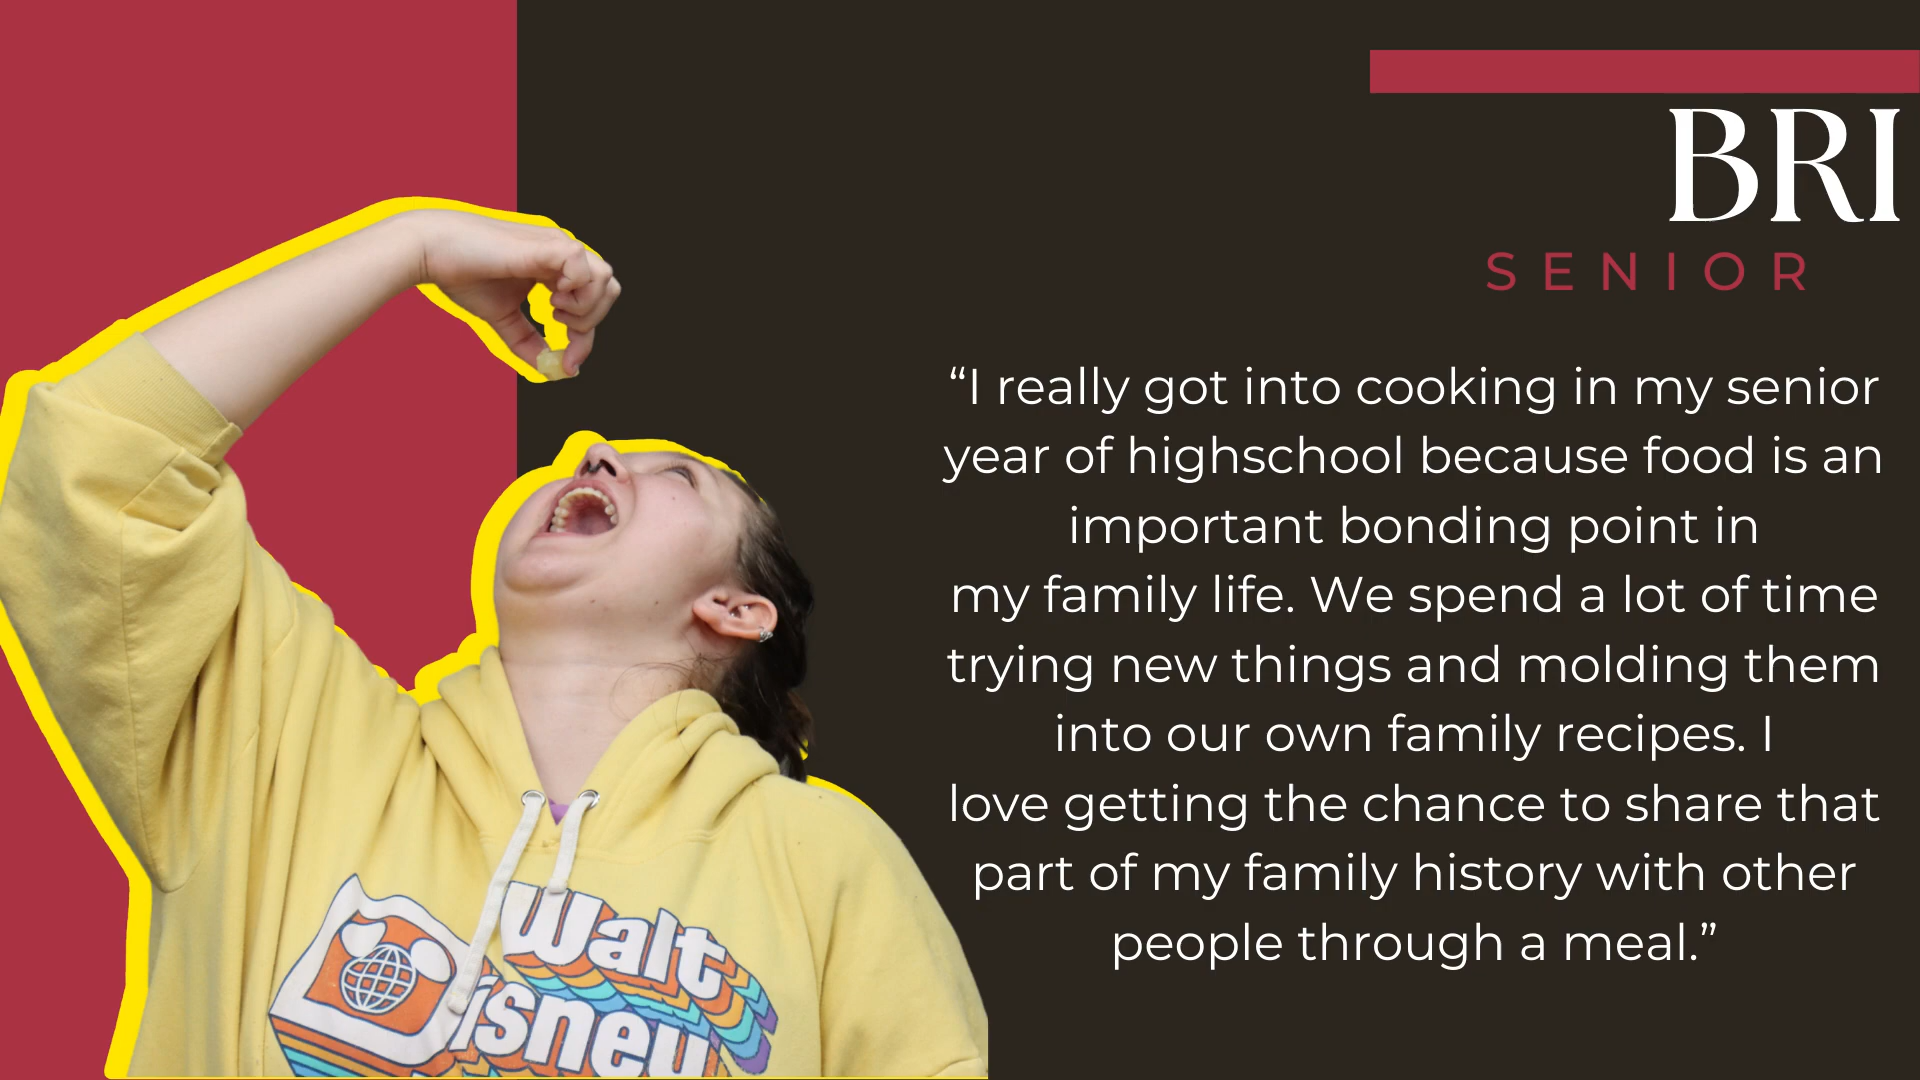 BRI
SENIOR
“I really got into cooking in my senior
year of highschool because food is an
important bonding point in
my family life. We spend a lot of time
trying new things and molding them
into our own family recipes. I
love getting the chance to share that
part of my family history with other
people through a meal.”
Walt
Disney